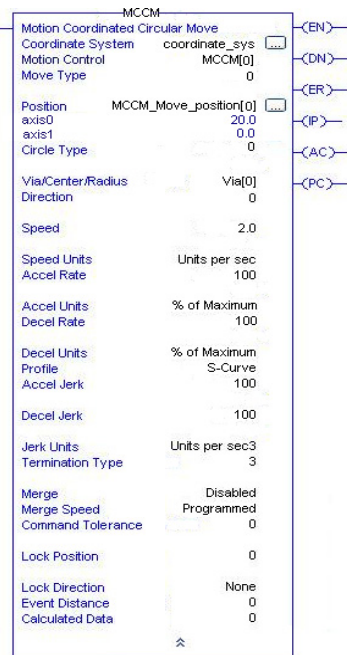 MCCM
Motion Coordinated Circular Move (EN)
Coordinate System coordinate_sys ...
Motion Control MCCM[0] (DN)
Move Type 0
(ER)
Position MCCM_Move_position[0] ...
axis0 20.0 (IP)
axis1 0.0
Circle Type 0 (AC)
Via/Center/Radius Via[0] (PC)
Direction 0
Speed 2.0
Speed Units Units per sec
Accel Rate 100
Accel Units % of Maximum
Decel Rate 100
Decel Units % of Maximum
Profile S-Curve
Accel Jerk 100
Decel Jerk 100
Jerk Units Units per sec3
Termination Type 3
Merge Disabled
Merge Speed Programmed
Command Tolerance 0
Lock Position 0
Lock Direction None
Event Distance 0
Calculated Data 0